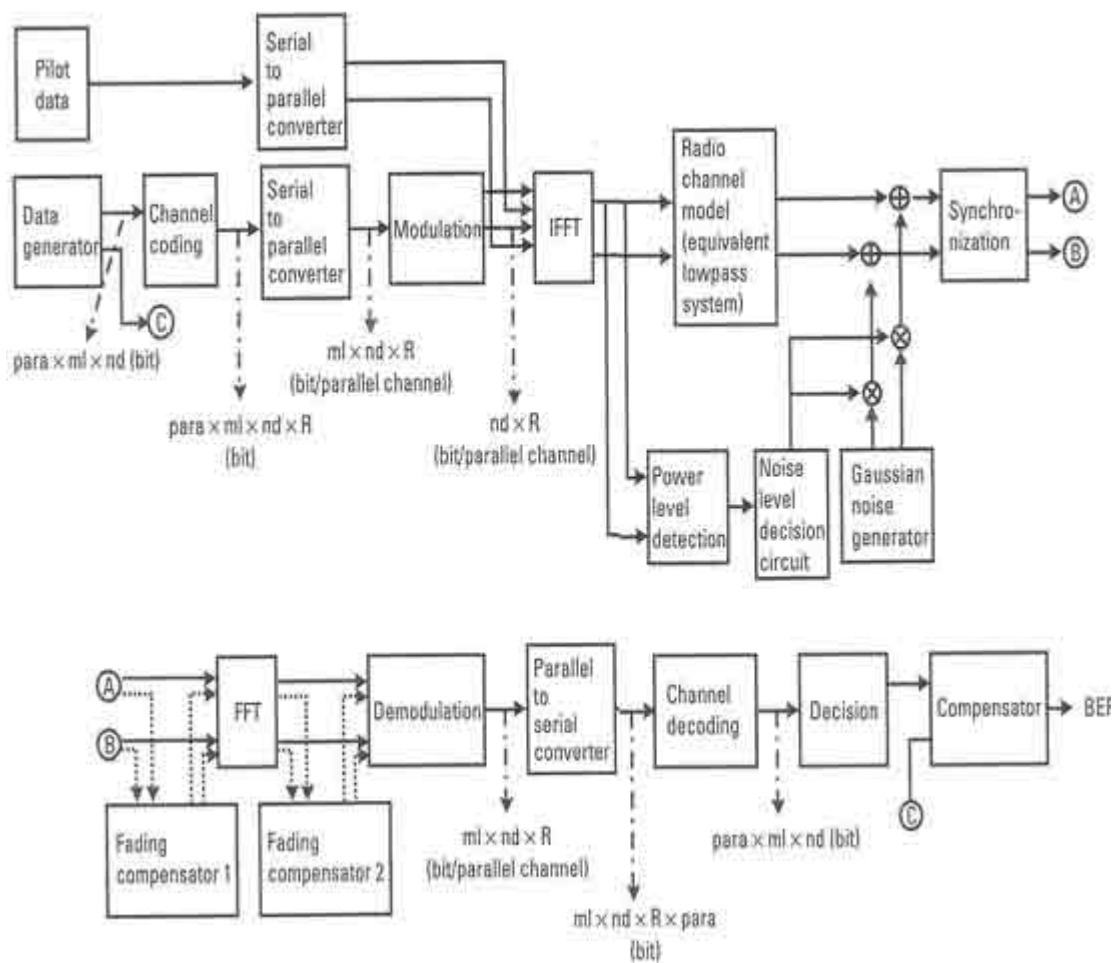 Pilot
data
Serial
to
parallel
converter
Data
generator
Channel
coding
Serial
to
parallel
converter
Modulation
IFFT
Radio
channel
model
(equivalent
lowpass
system)
Synchro-
nization
A
B
C
para × ml × nd (bit)
ml × nd × R
(bit/parallel channel)
para × ml × nd × R
(bit)
nd × R
(bit/parallel channel)
Power
level
detection
Noise
level
decision
circuit
Gaussian
noise
generator
A
B
FFT
Demodulation
Parallel
to
serial
converter
Channel
decoding
Decision
Compensator
BER
Fading
compensator 1
Fading
compensator 2
ml × nd × R
(bit/parallel channel)
para × ml × nd (bit)
C
ml × nd × R × para
(bit)